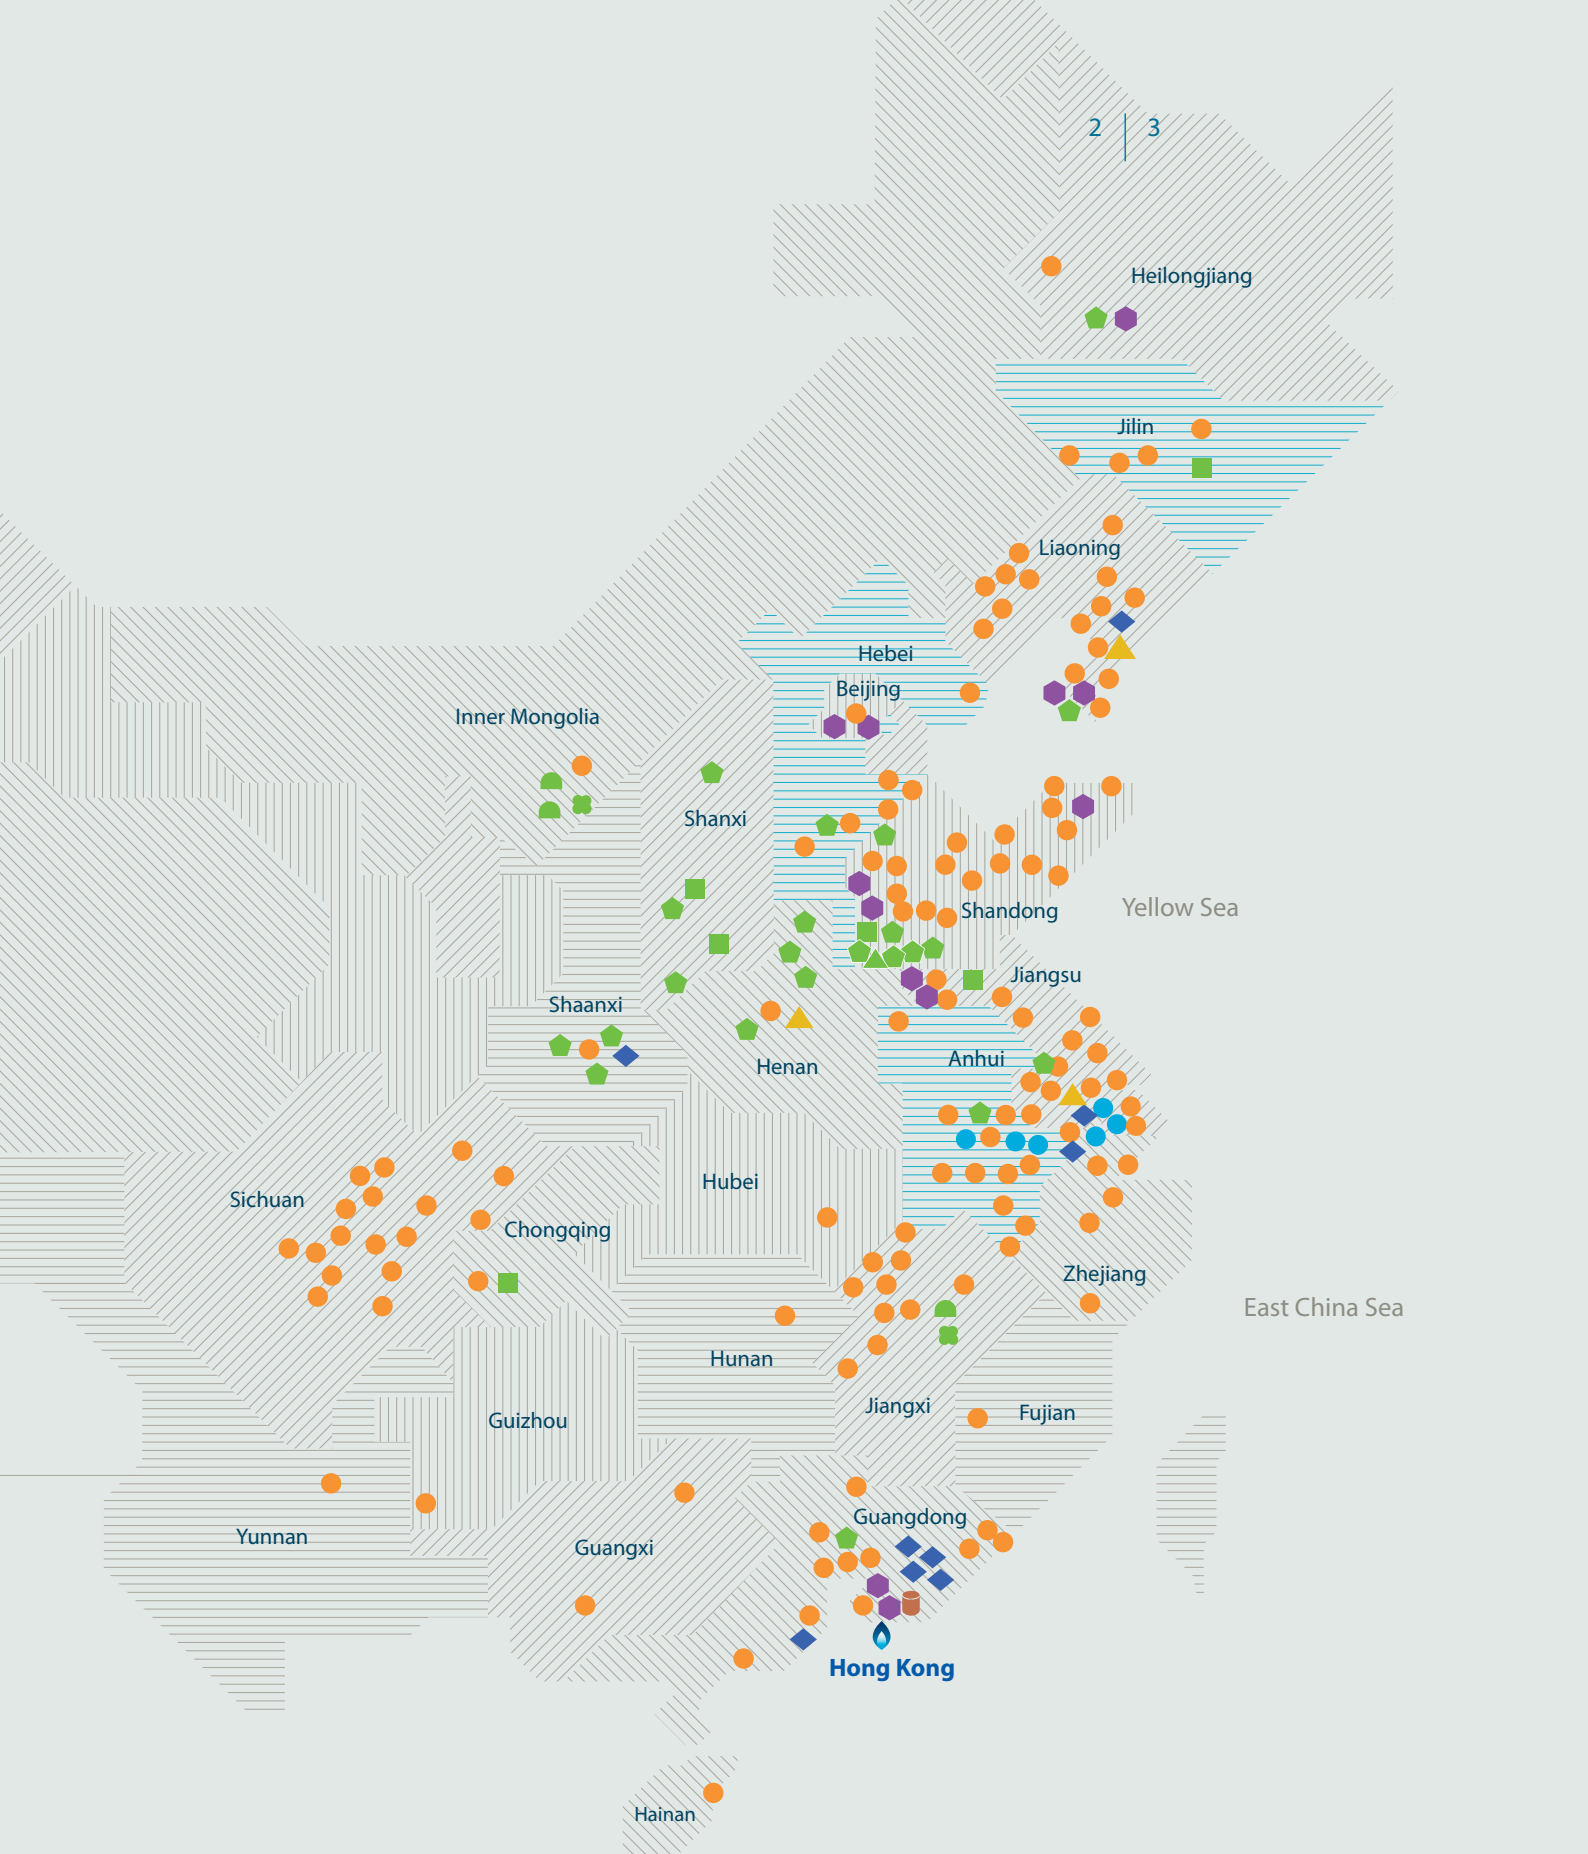 2 | 3
Heilongjiang
Jilin
Liaoning
Hebei
Beijing
Inner Mongolia
Shanxi
Yellow Sea
Shandong
Jiangsu
Shaanxi
Henan
Anhui
Hubei
Sichuan
Chongqing
Zhejiang
East China Sea
Hunan
Jiangxi
Fujian
Guizhou
Guangdong
Yunnan
Guangxi
Hong Kong
Hainan